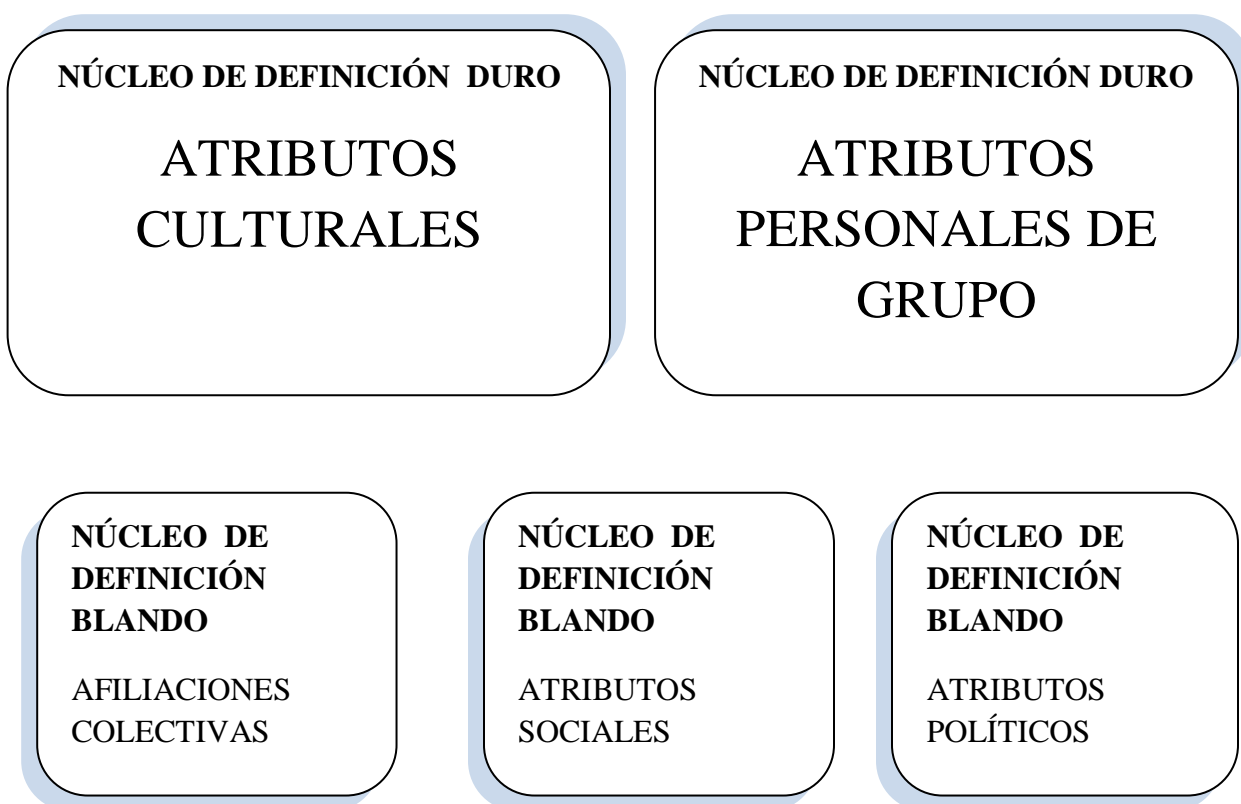 NÚCLEO DE DEFINICIÓN DURO
ATRIBUTOS
CULTURALES
NÚCLEO DE DEFINICIÓN DURO
ATRIBUTOS
PERSONALES DE
GRUPO
NÚCLEO DE
DEFINICIÓN
BLANDO
AFILIACIONES
COLECTIVAS
NÚCLEO DE
DEFINICIÓN
BLANDO
ATRIBUTOS
SOCIALES
NÚCLEO DE
DEFINICIÓN
BLANDO
ATRIBUTOS
POLÍTICOS